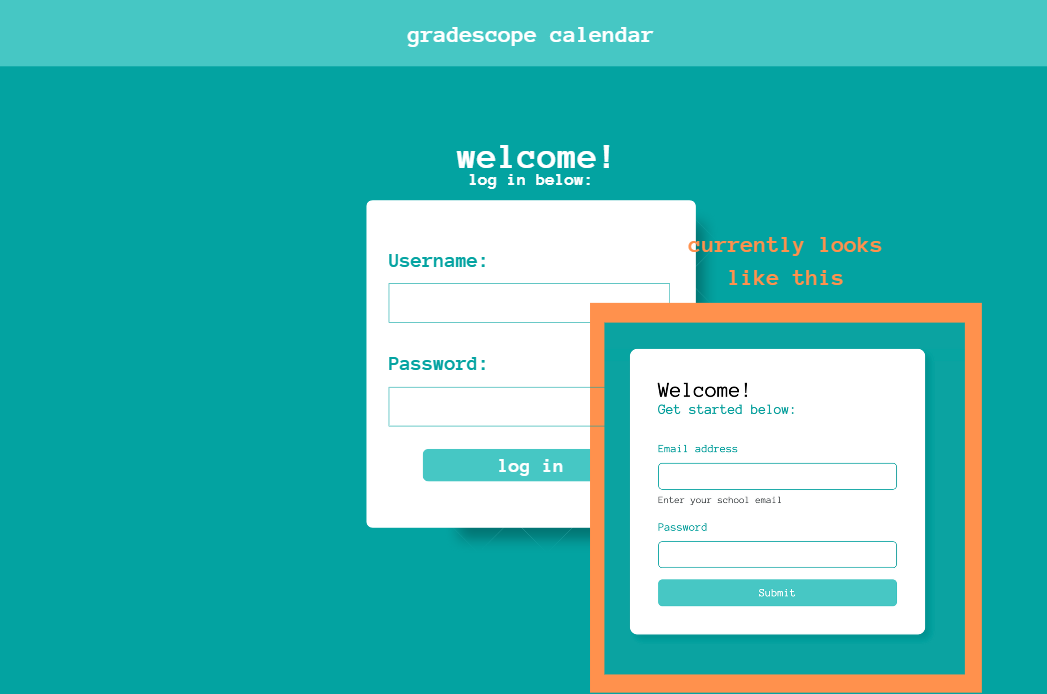 gradescope calendar
welcome!
log in below:
Username:
Password:
log in
currently looks
like this
Welcome!
Get started below:
Email address
Enter your school email
Password
Submit